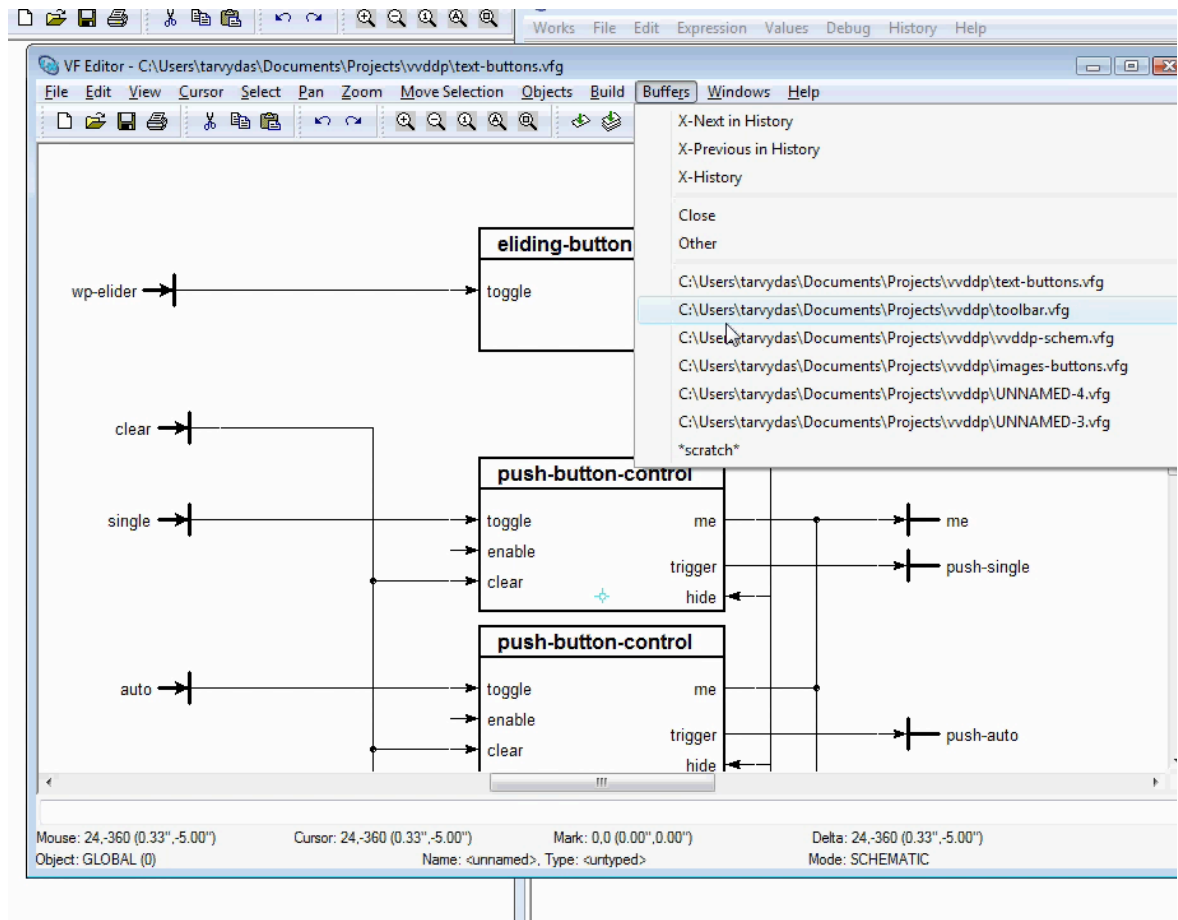 Works File Edit Expression Values Debug History Help
VF Editor - C:\Users\tarvydas\Documents\Projects\vvddp\text-buttons.vfg
File Edit View Cursor Select Pan Zoom Move Selection Objects Build Buffers Windows Help
X-Next in History
X-Previous in History
X-History
Close
Other
C:\Users\tarvydas\Documents\Projects\vvddp\text-buttons.vfg
C:\Users\tarvydas\Documents\Projects\vvddp\toolbar.vfg
C:\Users\tarvydas\Documents\Projects\vvddp\vvddp-schem.vfg
C:\Users\tarvydas\Documents\Projects\vvddp\images-buttons.vfg
C:\Users\tarvydas\Documents\Projects\vvddp\UNNAMED-4.vfg
C:\Users\tarvydas\Documents\Projects\vvddp\UNNAMED-3.vfg
*scratch*
eliding-button
wp-elider toggle
clear
push-button-control
single toggle me me
enable
trigger push-single
clear
hide
push-button-control
auto toggle me
enable
trigger push-auto
clear
hide
Mouse: 24,-360 (0.33",-5.00") Cursor: 24,-360 (0.33",-5.00") Mark: 0,0 (0.00",0.00") Delta: 24,-360 (0.33",-5.00")
Object: GLOBAL (0) Name: <unnamed>, Type: <untyped> Mode: SCHEMATIC